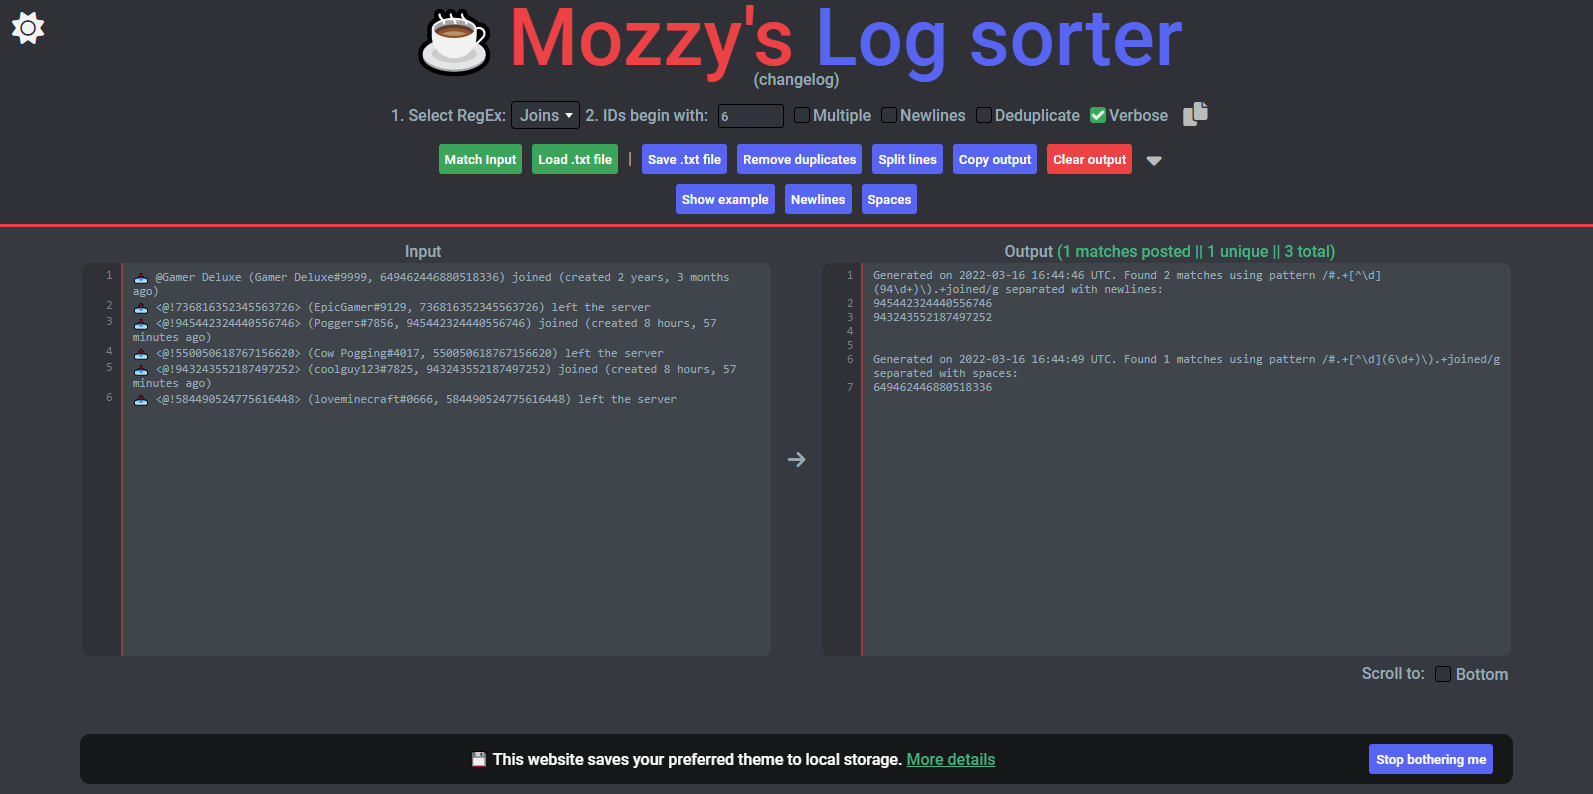 Mozzy's Log sorter
(changelog)
1. Select RegEx: Joins 2. IDs begin with: 6 Multiple Newlines Deduplicate Verbose
Match Input Load .txt file | Save .txt file Remove duplicates Split lines Copy output Clear output
Show example Newlines Spaces
Input
1 @Gamer Deluxe (Gamer Deluxe#9999, 649462446880518336) joined (created 2 years, 3 months
ago)
2 <@!736816352345563726> (EpicGamer#9129, 736816352345563726) left the server
3 <@!945442324440556746> (Poggers#7856, 945442324440556746) joined (created 8 hours, 57
minutes ago)
4 <@!550050618767156620> (Cow Pogging#4017, 550050618767156620) left the server
5 <@!943243552187497252> (coolguy123#7825, 943243552187497252) joined (created 8 hours, 57
minutes ago)
6 <@!584490524775616448> (loveminecraft#0666, 584490524775616448) left the server
Output (1 matches posted || 1 unique || 3 total)
1 Generated on 2022-03-16 16:44:46 UTC. Found 2 matches using pattern /#.+[^\d]
(94\d+)\).+joined/g separated with newlines:
2 945442324440556746
3 943243552187497252
4
5
6 Generated on 2022-03-16 16:44:49 UTC. Found 1 matches using pattern /#.+[^\d](6\d+)\).+joined/g
separated with spaces:
7 649462446880518336
Scroll to: Bottom
This website saves your preferred theme to local storage. More details
Stop bothering me